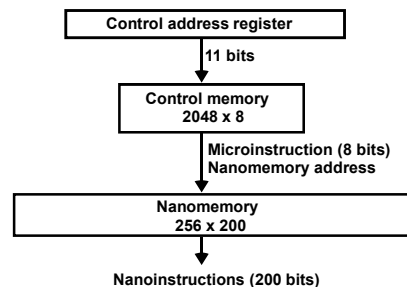 Control address register
11 bits
Control memory
2048 x 8
Microinstruction (8 bits)
Nanomemory address
Nanomemory
256 x 200
Nanoinstructions (200 bits)